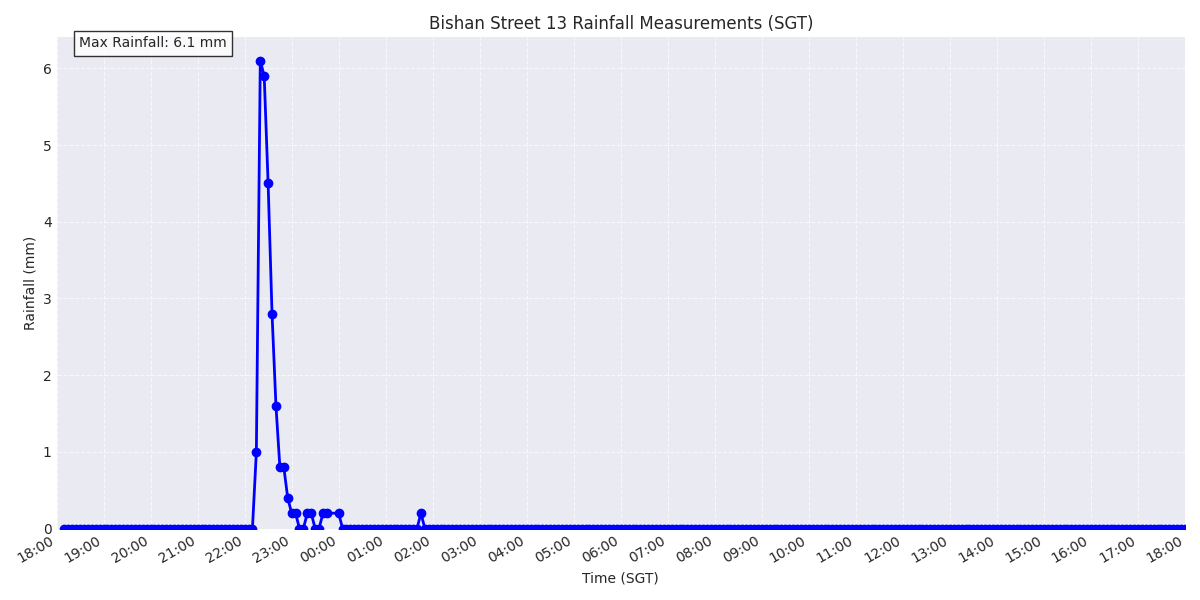 Bishan Street 13 Rainfall Measurements (SGT)
Max Rainfall: 6.1 mm
6
5
4
3
2
1
0
Rainfall (mm)
18:00 19:00 20:00 21:00 22:00 23:00 00:00 01:00 02:00 03:00 04:00 05:00 06:00 07:00 08:00 09:00 10:00 11:00 12:00 13:00 14:00 15:00 16:00 17:00 18:00
Time (SGT)